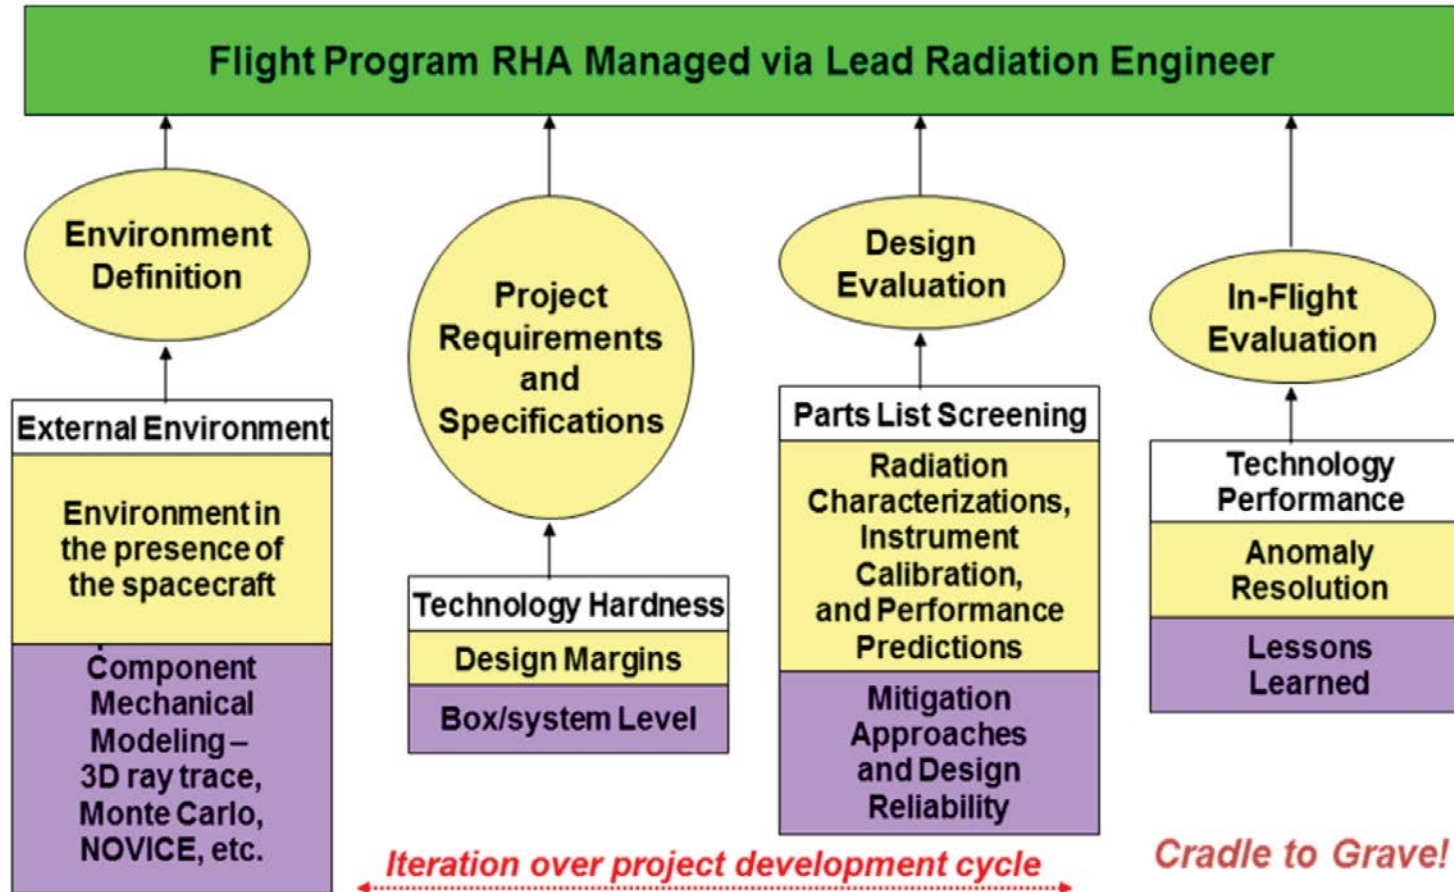 Flight Program RHA Managed via Lead Radiation Engineer
Environment
Definition
External Environment
Environment in
the presence of
the spacecraft
Component
Mechanical
Modeling –
3D ray trace,
Monte Carlo,
NOVICE, etc.
Project
Requirements
and
Specifications
Technology Hardness
Design Margins
Box/system Level
Design
Evaluation
Parts List Screening
Radiation
Characterizations,
Instrument
Calibration,
and Performance
Predictions
Mitigation
Approaches
and Design
Reliability
In-Flight
Evaluation
Technology
Performance
Anomaly
Resolution
Lessons
Learned
Iteration over project development cycle
Cradle to Grave!